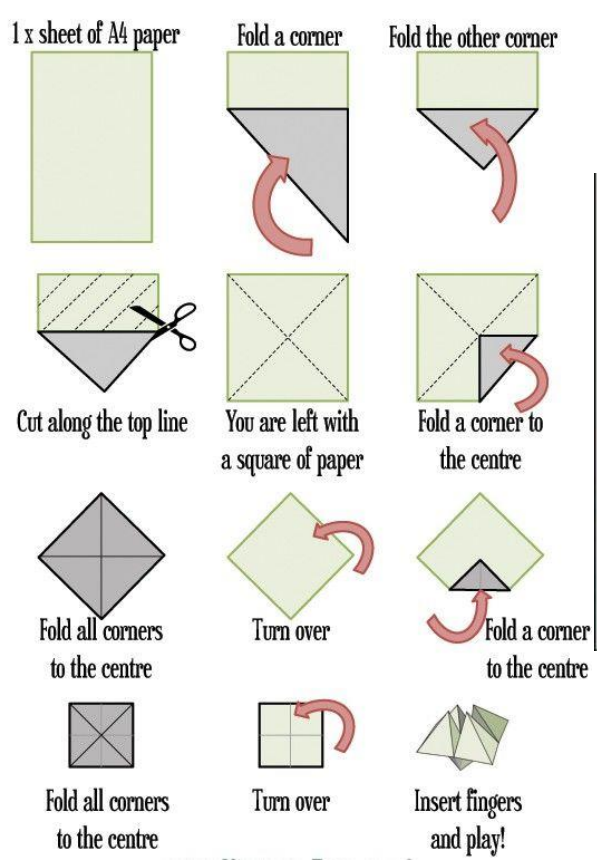 1 x sheet of A4 paper
Fold a corner
Fold the other corner
Cut along the top line
You are left with
a square of paper
Fold a corner to
the centre
Fold all corners
to the centre
Turn over
Fold a corner
to the centre
Fold all corners
to the centre
Turn over
Insert fingers
and play!